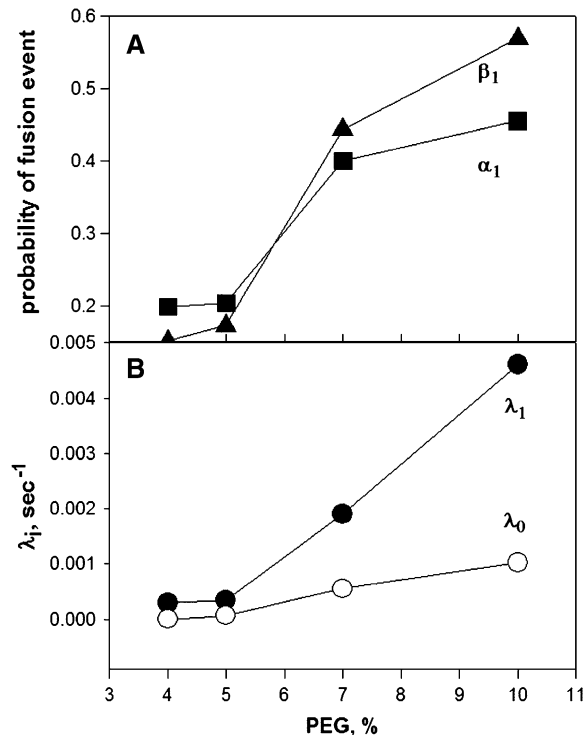 0.6
A
0.5
β1
0.4
α1
0.2
probability of fusion event
0.005
B
0.004
λ1
0.003
0.002
λ0
0.001
0.000
λi, sec-1
3 4 5 6 7 8 9 10 11
PEG, %